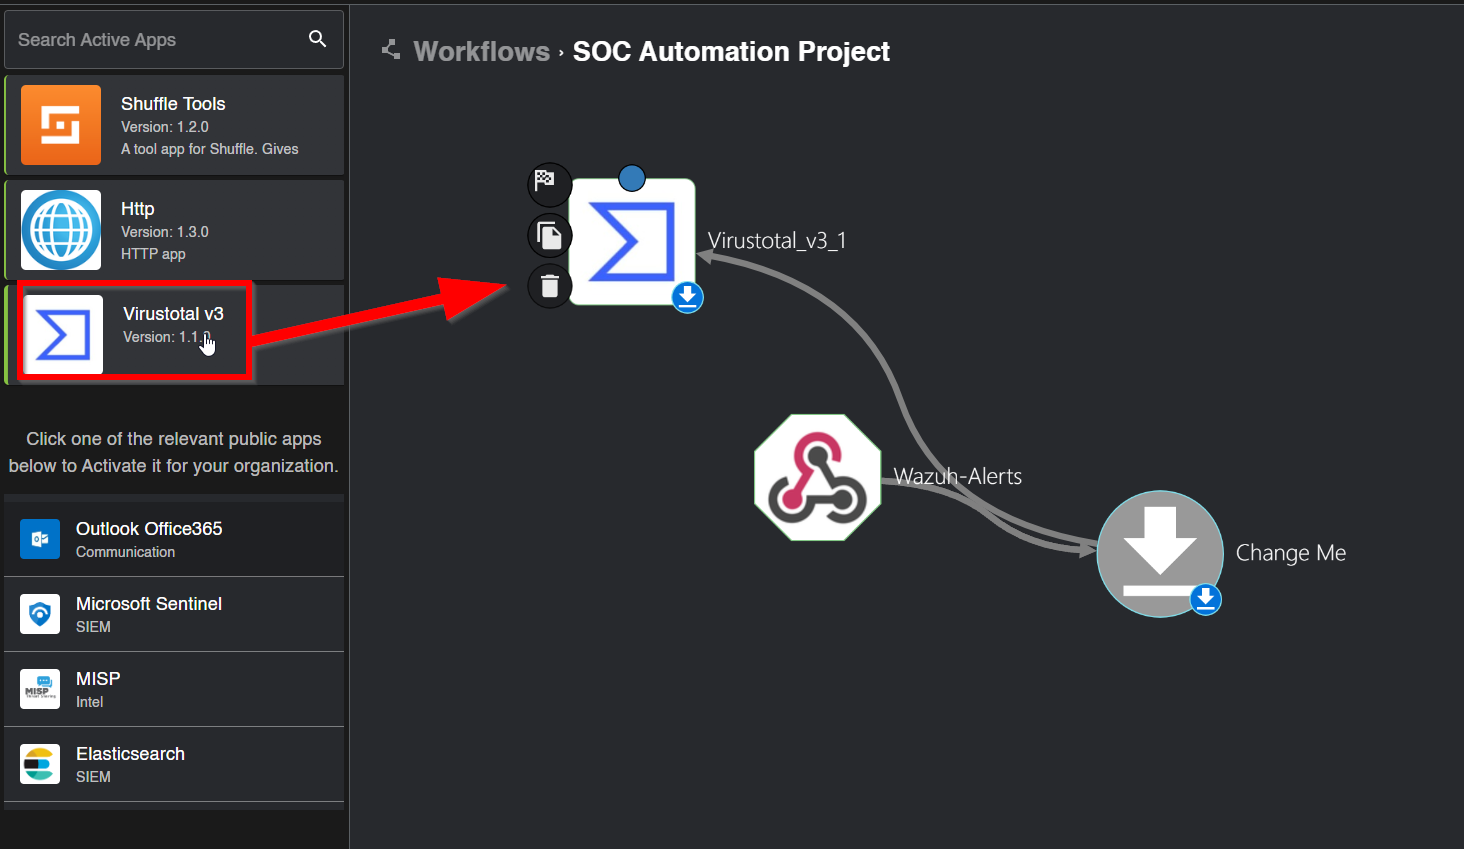 Search Active Apps
Shuffle Tools
Version: 1.2.0
A tool app for Shuffle. Gives
Http
Version: 1.3.0
HTTP app
Virustotal v3
Version: 1.1.
Click one of the relevant public apps
below to Activate it for your organization.
Outlook Office365
Communication
Microsoft Sentinel
SIEM
MISP
MISP
Intel
Elasticsearch
SIEM
Workflows › SOC Automation Project
Virustotal_v3_1
Wazuh-Alerts
Change Me